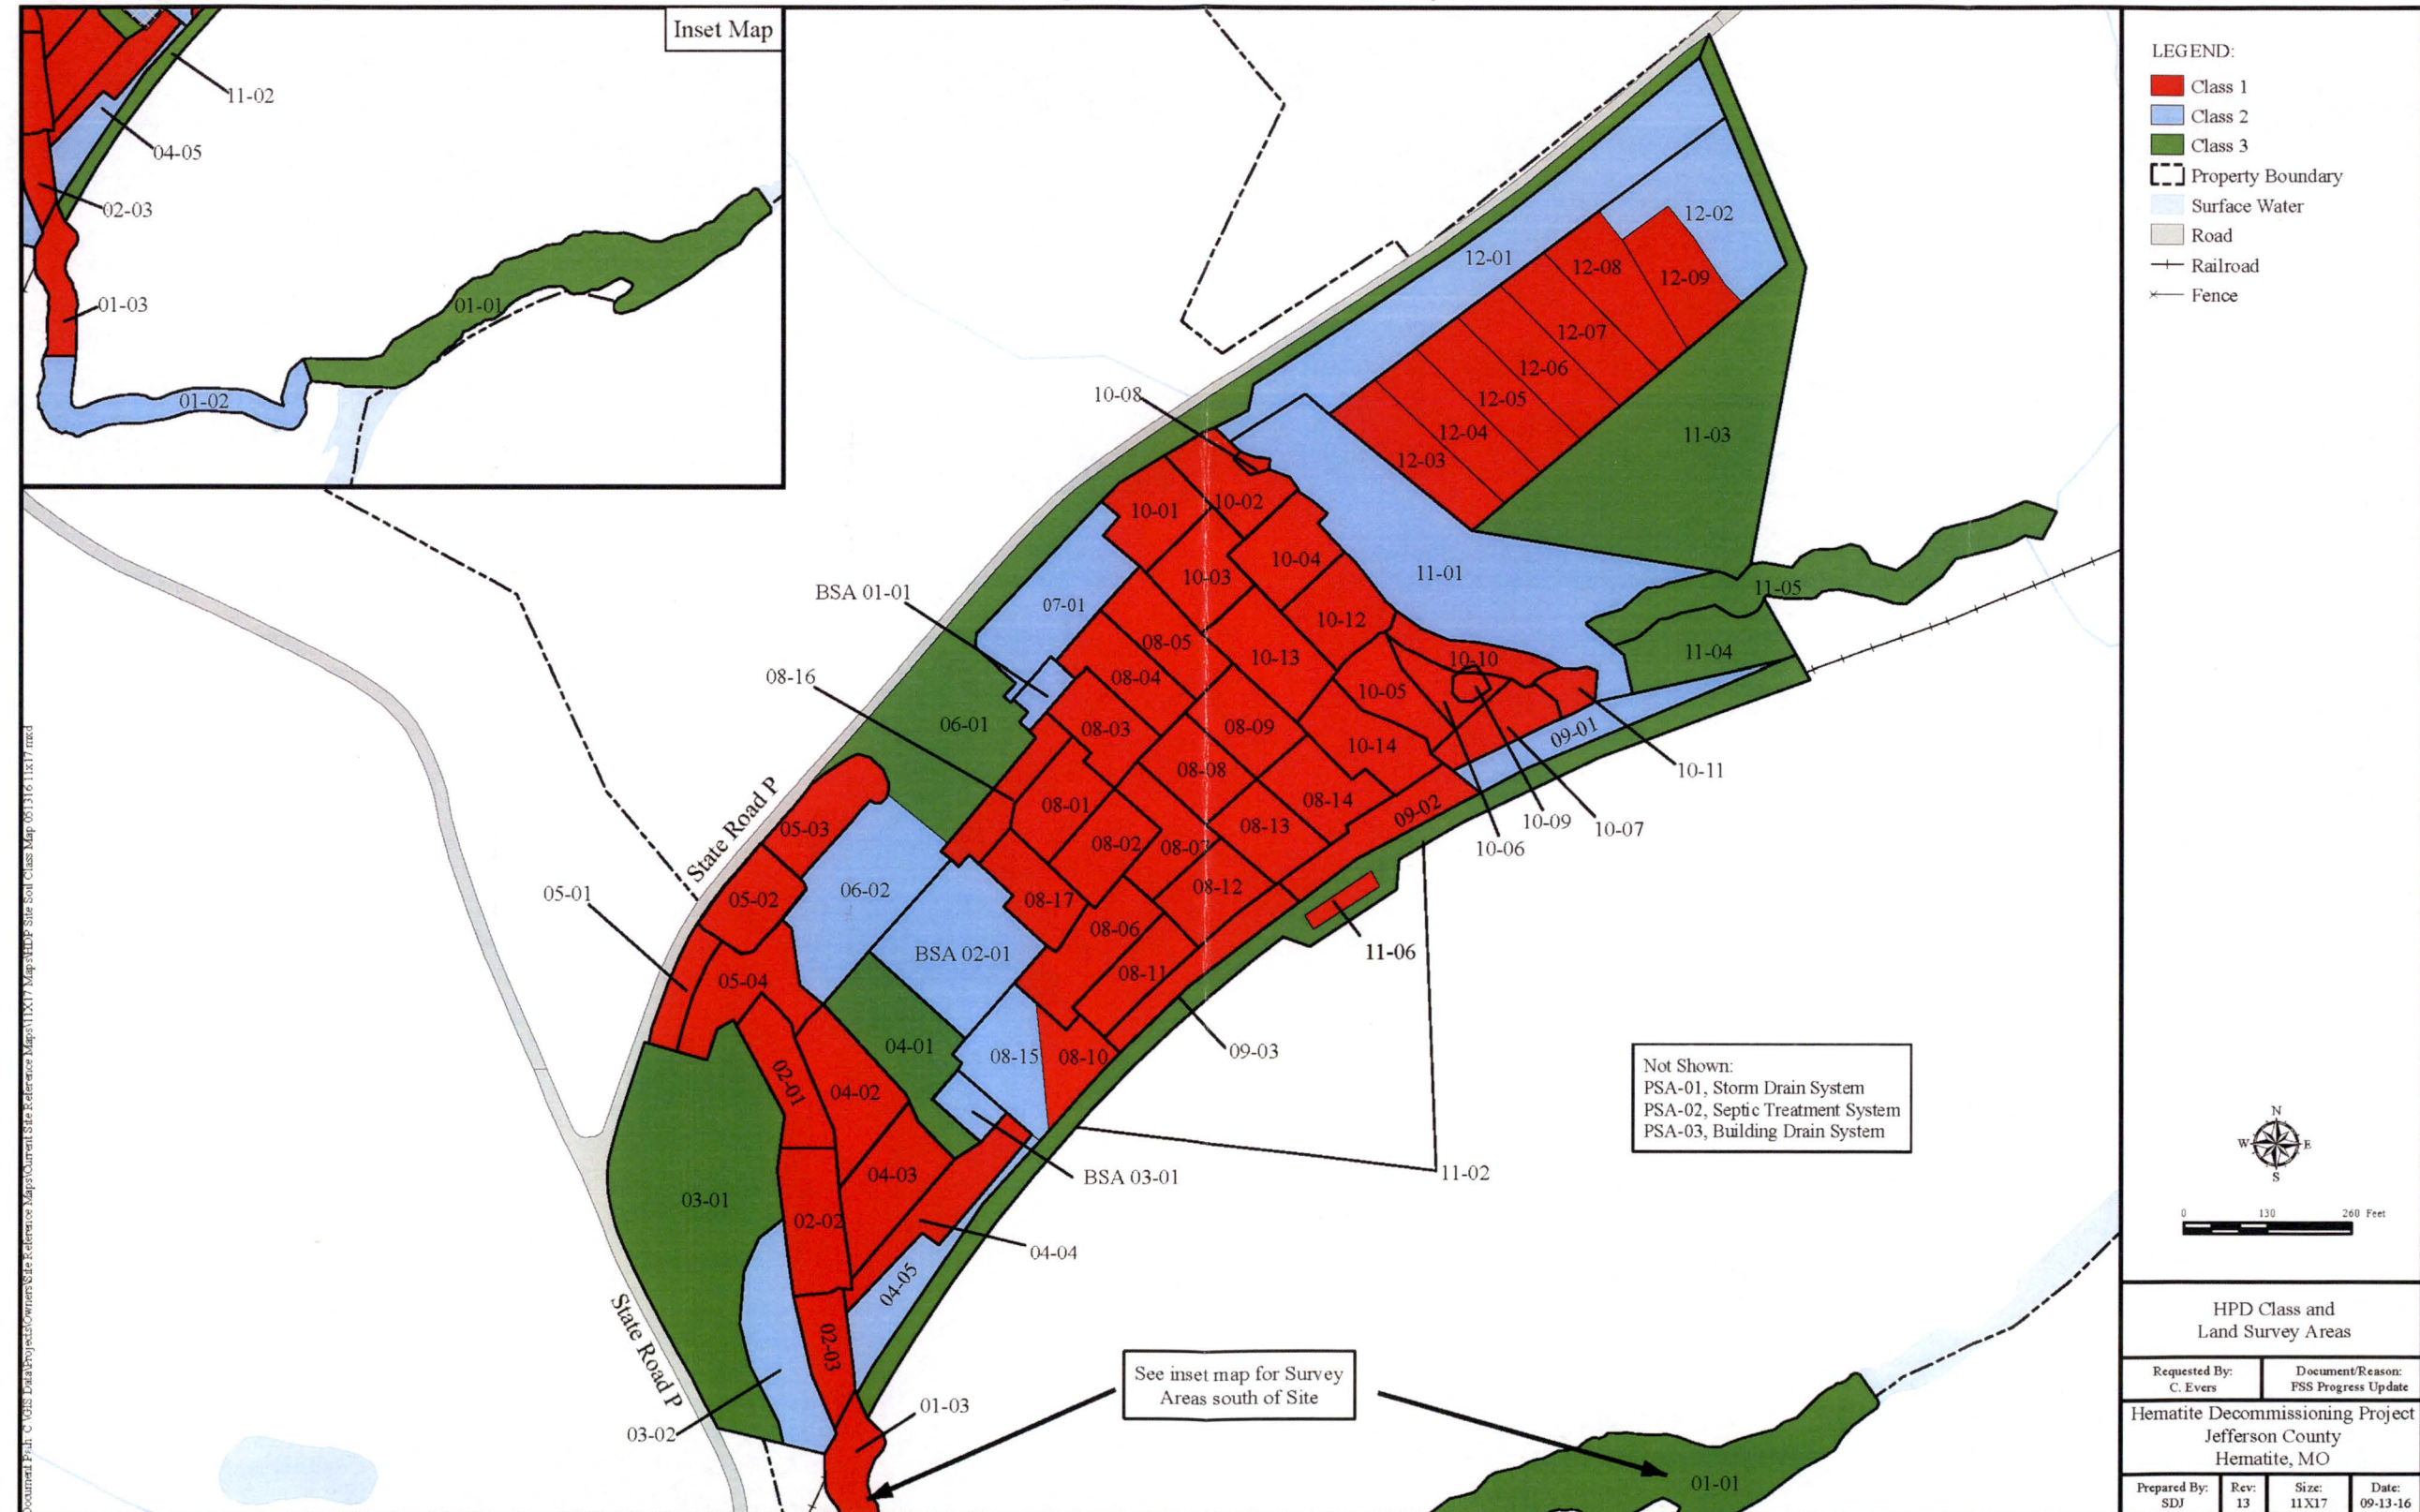 Inset Map
11-02
04-05
02-03
01-03
01-01
01-02
LEGEND:
Class 1
Class 2
Class 3
Property Boundary
Surface Water
Road
Railroad
Fence
12-02
12-01
12-08
12-09
12-07
12-06
12-05
12-04
12-03
11-03
10-08
10-02
10-01
10-04
10-03
11-01
11-05
BSA 01-01
07-01
10-12
08-05
10-13
10-10
11-04
08-16
08-04
10-05
06-01
08-03
08-09
10-14
09-01
10-11
08-08
08-01
08-14
09-02
State Road P
05-03
08-13
10-09
10-07
08-02
08-07
10-06
05-01
05-02
06-02
08-17
08-12
08-06
BSA 02-01
11-06
05-04
08-11
04-01
08-15
08-10
09-03
02-01
04-02
04-03
BSA 03-01
11-02
03-01
02-02
04-04
04-05
02-03
State Road P
03-02
01-03
See inset map for Survey
Areas south of Site
01-01
Not Shown:
PSA-01, Storm Drain System
PSA-02, Septic Treatment System
PSA-03, Building Drain System
N
W
E
S
0 130 260 Feet
HPD Class and
Land Survey Areas
Requested By:
C. Evers
Document/Reason:
FSS Progress Update
Hematite Decommissioning Project
Jefferson County
Hematite, MO
Prepared By:
SDJ
Rev:
13
Size:
11X17
Date:
09-13-16